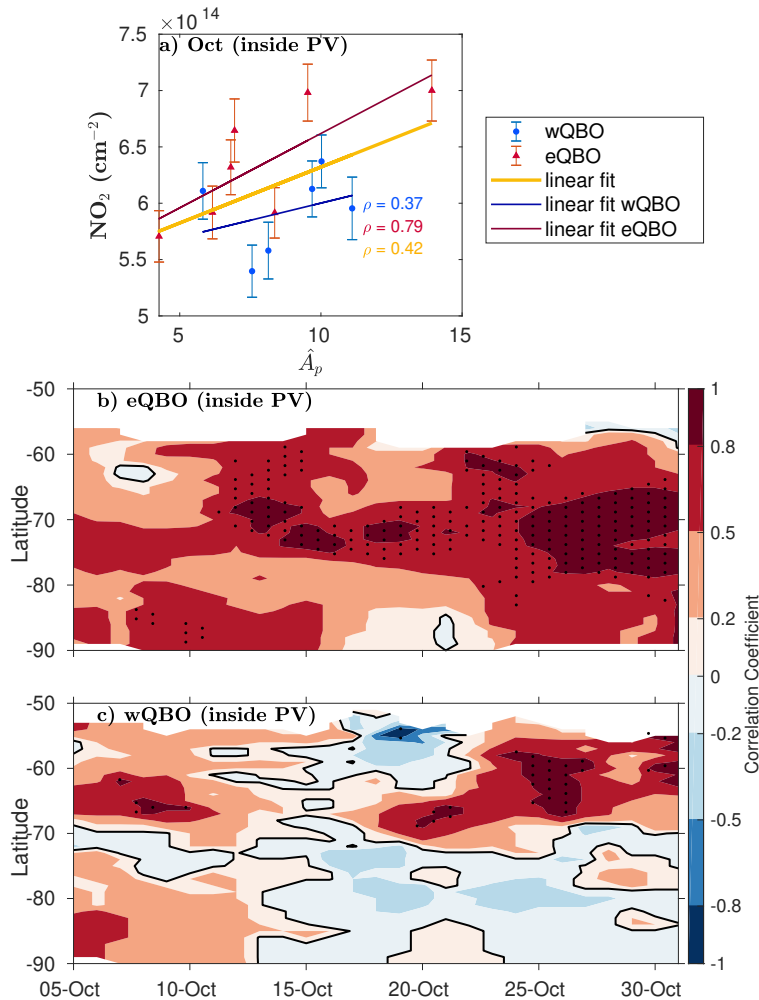 ×10 14
a) Oct (inside PV)
7.5
7
6.5
6
5.5
5
NO2 (cm−2)
ρ = 0.37
ρ = 0.79
ρ = 0.42
5 10 15
Âp
wQBO
eQBO
linear fit
linear fit wQBO
linear fit eQBO
b) eQBO (inside PV)
-50
-60
-70
-80
-90
Latitude
c) wQBO (inside PV)
-50
-60
-70
-80
-90
Latitude
05-Oct 10-Oct 15-Oct 20-Oct 25-Oct 30-Oct
1
0.8
0.5
0.2
0
-0.2
-0.5
-0.8
-1
Correlation Coefficient